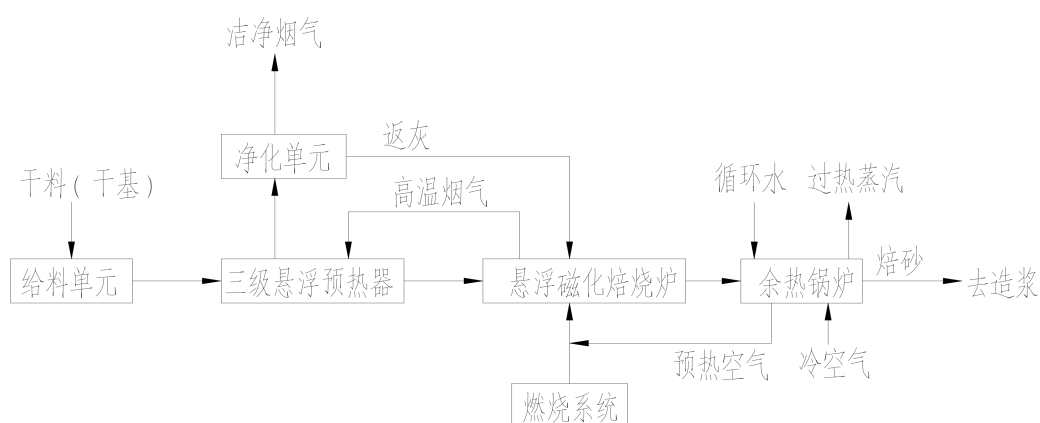 洁净烟气
净化单元
返灰
干料(干基)
高温烟气
循环水
过热蒸汽
给料单元
三级悬浮预热器
悬浮磁化焙烧炉
余热锅炉
焙砂
去造浆
预热空气
冷空气
燃烧系统